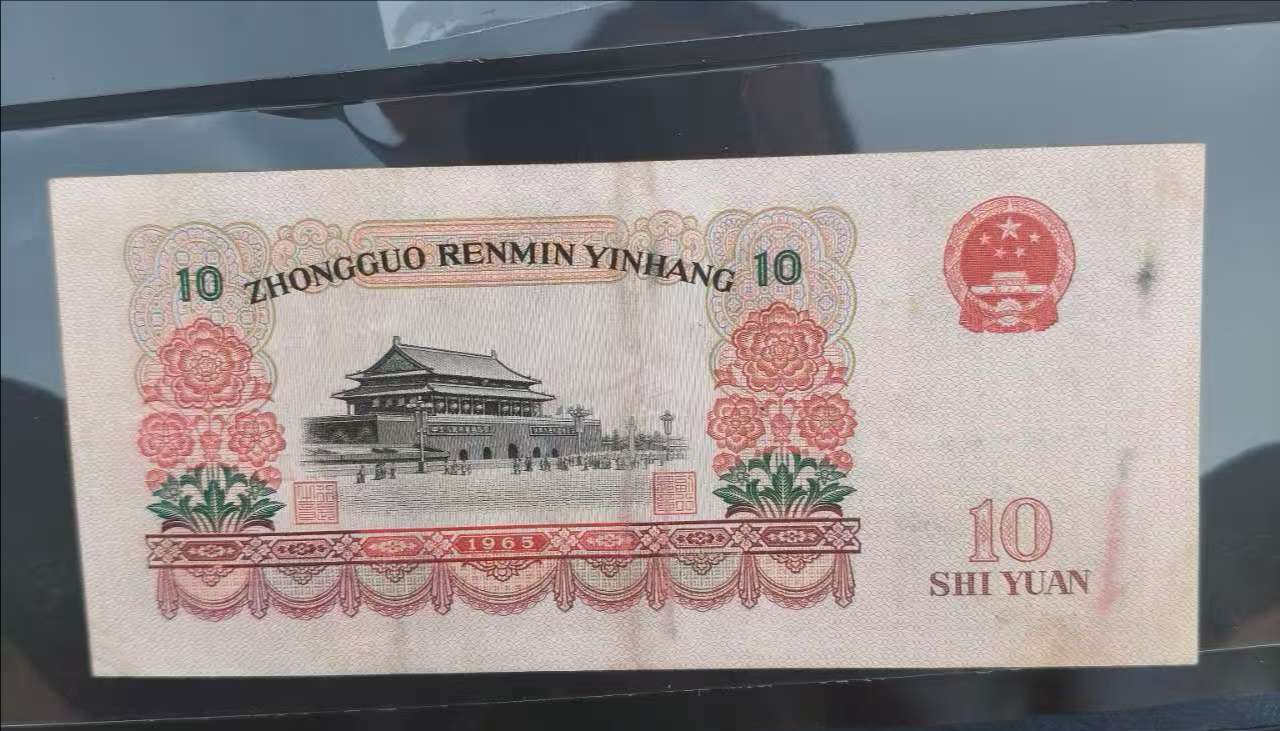 10 ZHONGGUO RENMIN YINHANG 10
1965
10
SHI YUAN